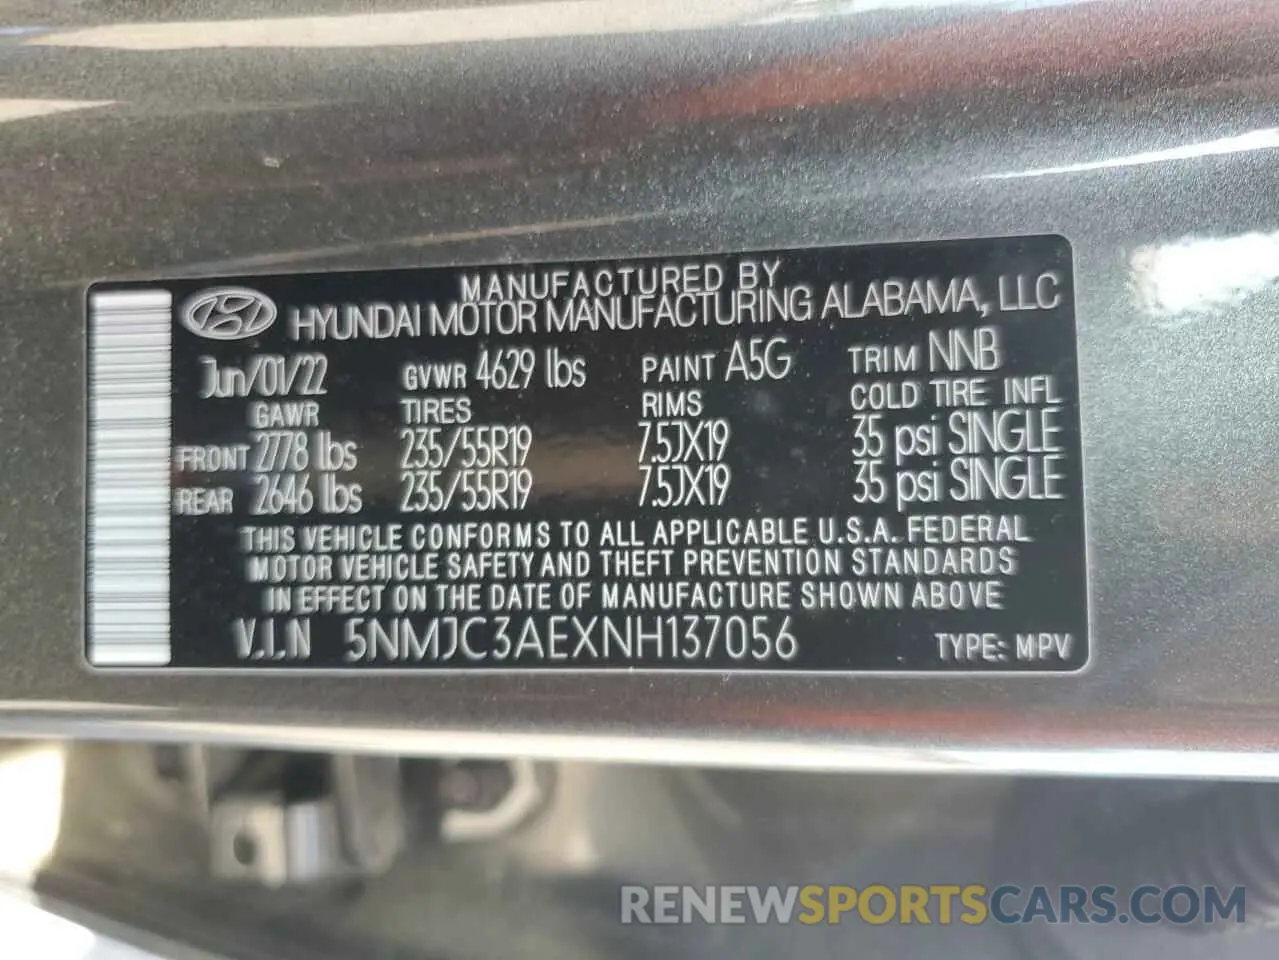 MANUFACTURED BY
HYUNDAI MOTOR MANUFACTURING ALABAMA, LLC
Jun/01/22 GVWR 4629 lbs PAINT A5G TRIM NNB
GAWR TIRES RIMS COLD TIRE INFL
FRONT 2778 lbs 235/55R19 7.5JX19 35 psi SINGLE
REAR 2646 lbs 235/55R19 7.5JX19 35 psi SINGLE
THIS VEHICLE CONFORMS TO ALL APPLICABLE U.S.A. FEDERAL
MOTOR VEHICLE SAFETY AND THEFT PREVENTION STANDARDS
IN EFFECT ON THE DATE OF MANUFACTURE SHOWN ABOVE
V.I.N 5NMJC3AEXNH137056 TYPE: MPV
RENEWSPORTSCARS.COM